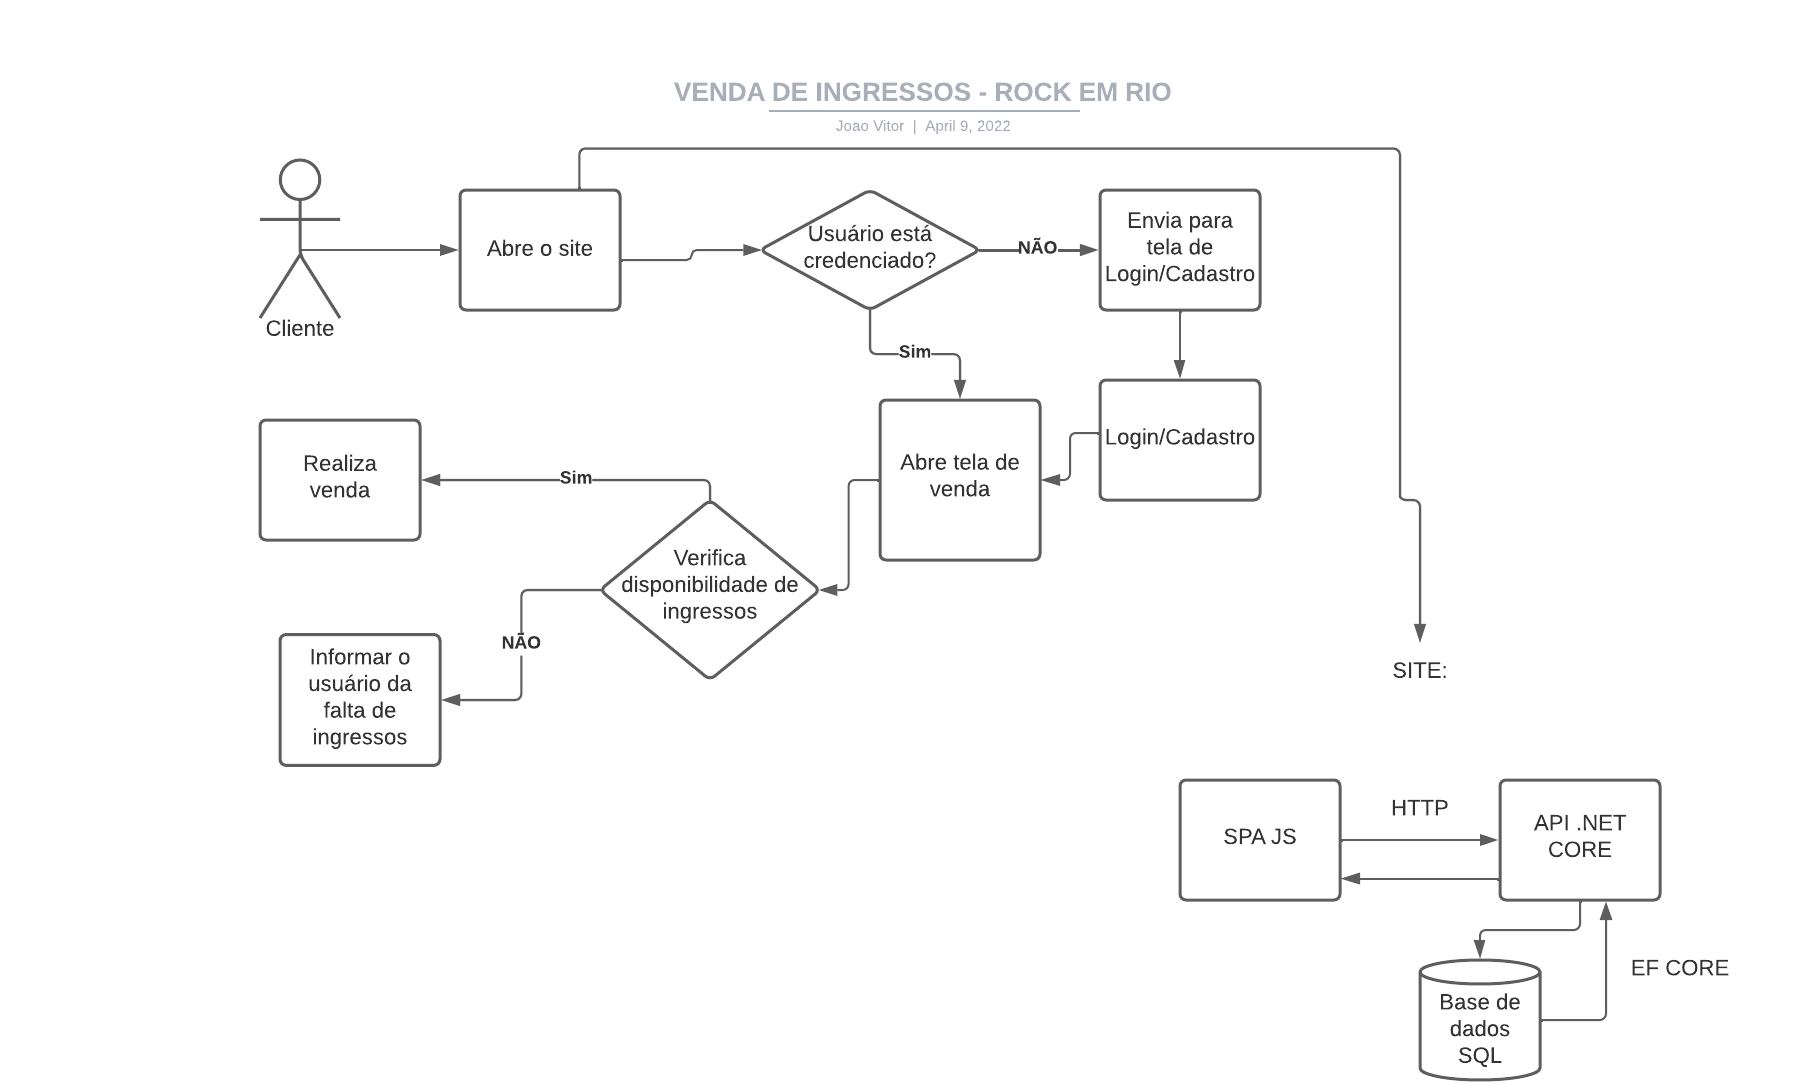 VENDA DE INGRESSOS - ROCK EM RIO
Joao Vitor | April 9, 2022
Cliente
Abre o site
Usuário está
credenciado?
NÃO
Envia para
tela de
Login/Cadastro
Sim
Login/Cadastro
Abre tela de
venda
Realiza
venda
Sim
Verifica
disponibilidade de
ingressos
NÃO
Informar o
usuário da
falta de
ingressos
SITE:
SPA JS
HTTP
API .NET
CORE
EF CORE
Base de
dados
SQL